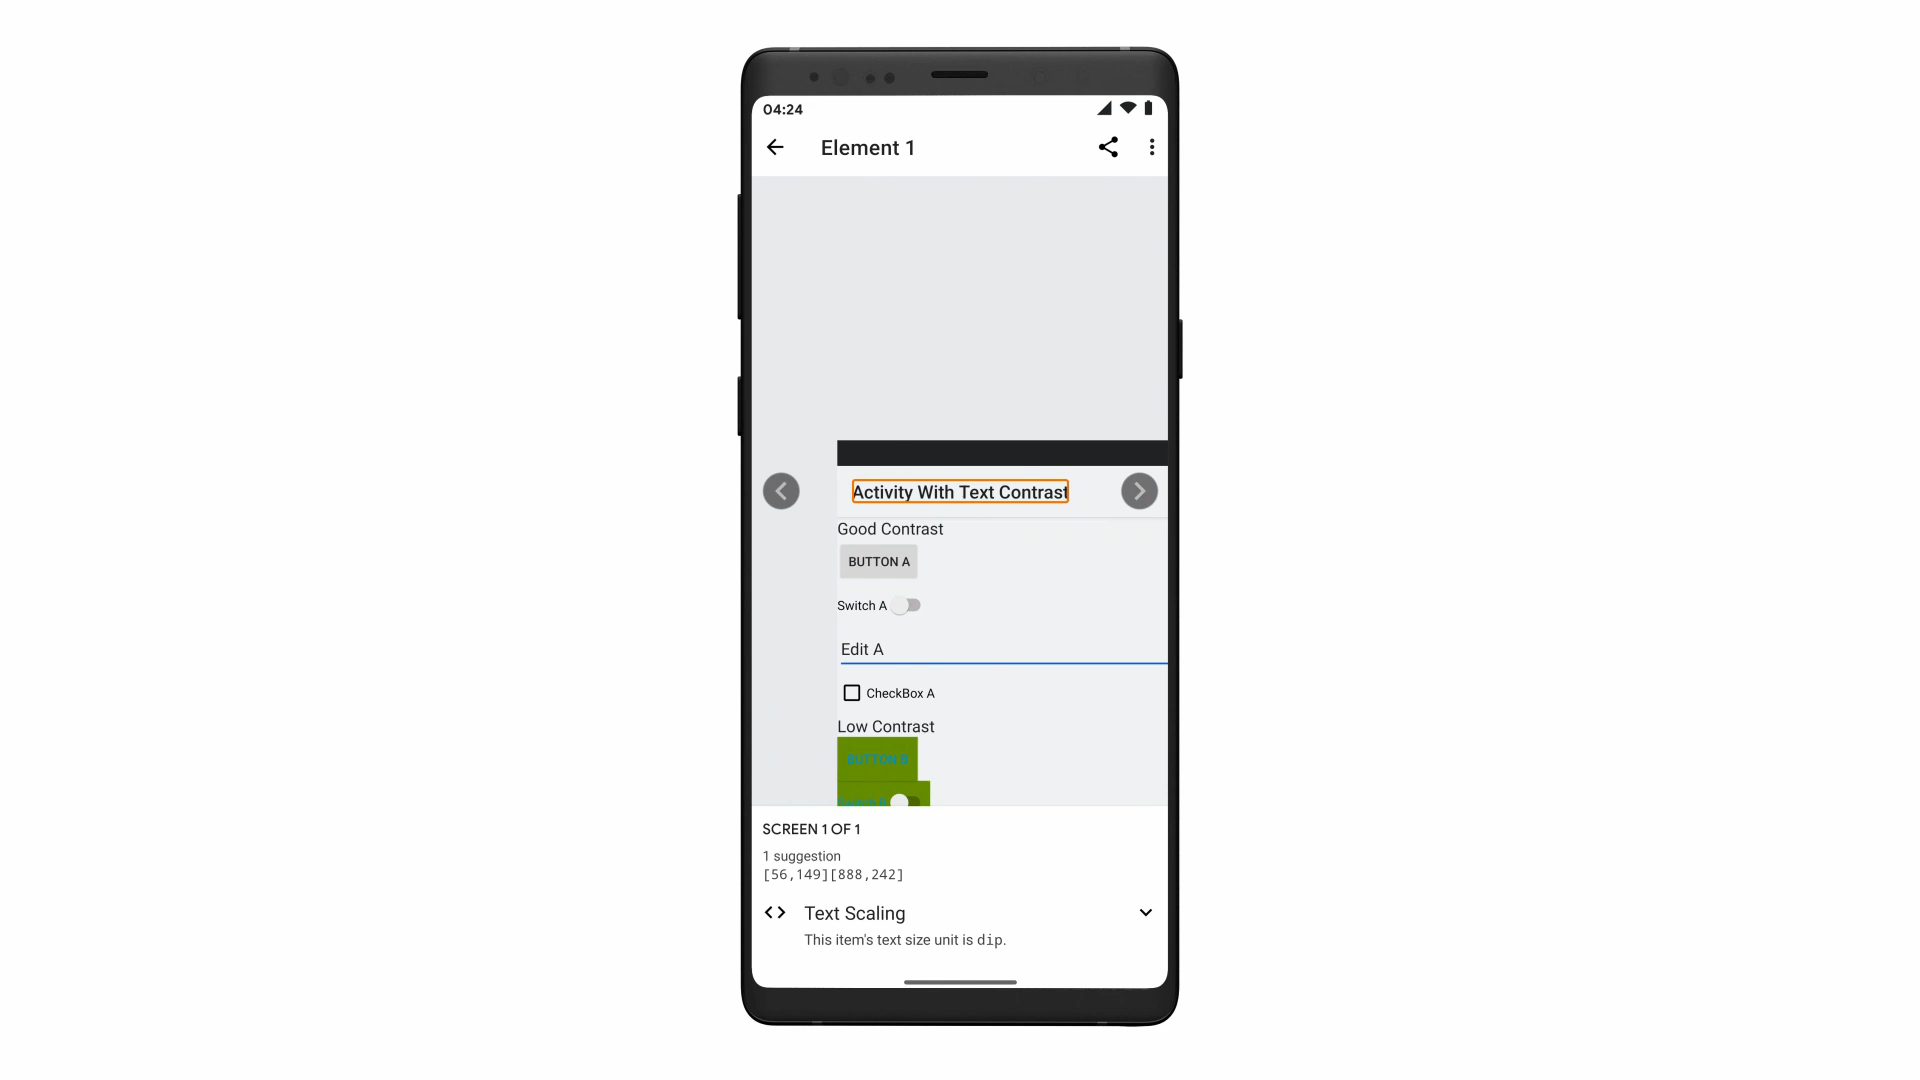 04:24
Element 1
Activity With Text Contrast
Good Contrast
BUTTON A
Switch A
Edit A
CheckBox A
Low Contrast
BUTTON B
SCREEN 1 OF 1
1 suggestion
[56,149][888,242]
Text Scaling
This item's text size unit is dip.